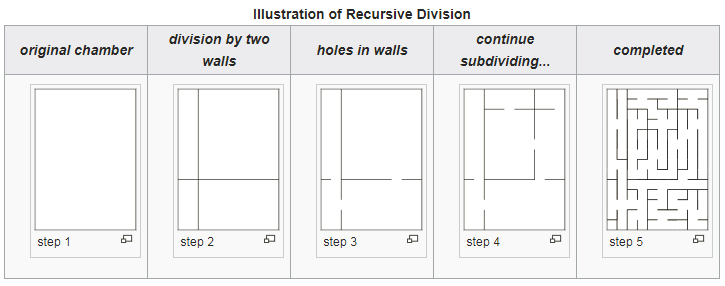 Illustration of Recursive Division
original chamber
division by two
walls
holes in walls
continue
subdividing...
completed
step 1
step 2
step 3
step 4
step 5